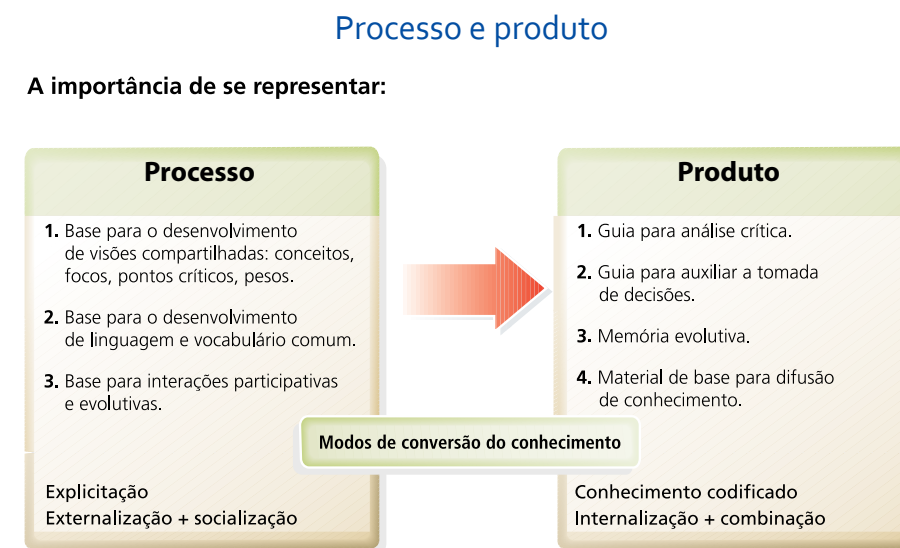 Processo e produto
A importância de se representar:
Processo
1. Base para o desenvolvimento
de visões compartilhadas: conceitos,
focos, pontos críticos, pesos.
2. Base para o desenvolvimento
de linguagem e vocabulário comum.
3. Base para interações participativas
e evolutivas.
Explicitação
Externalização + socialização
Modos de conversão do conhecimento
Produto
1. Guia para análise crítica.
2. Guia para auxiliar a tomada
de decisões.
3. Memória evolutiva.
4. Material de base para difusão
de conhecimento.
Conhecimento codificado
Internalização + combinação